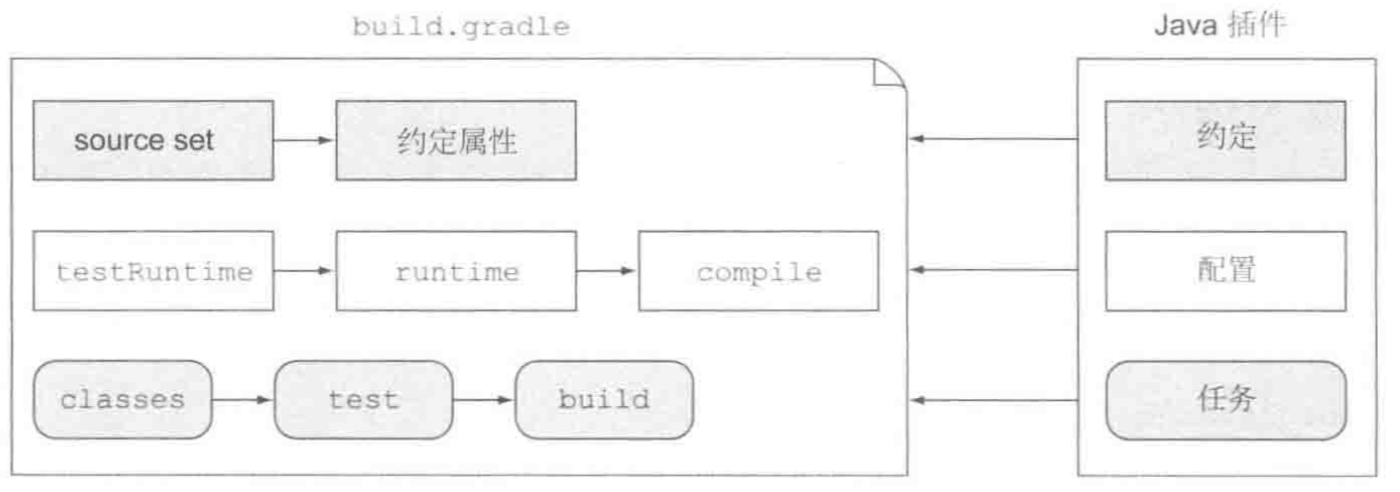 build.gradle
Java 插件
source set
约定属性
约定
testRuntime
runtime
compile
配置
classes
test
build
任务